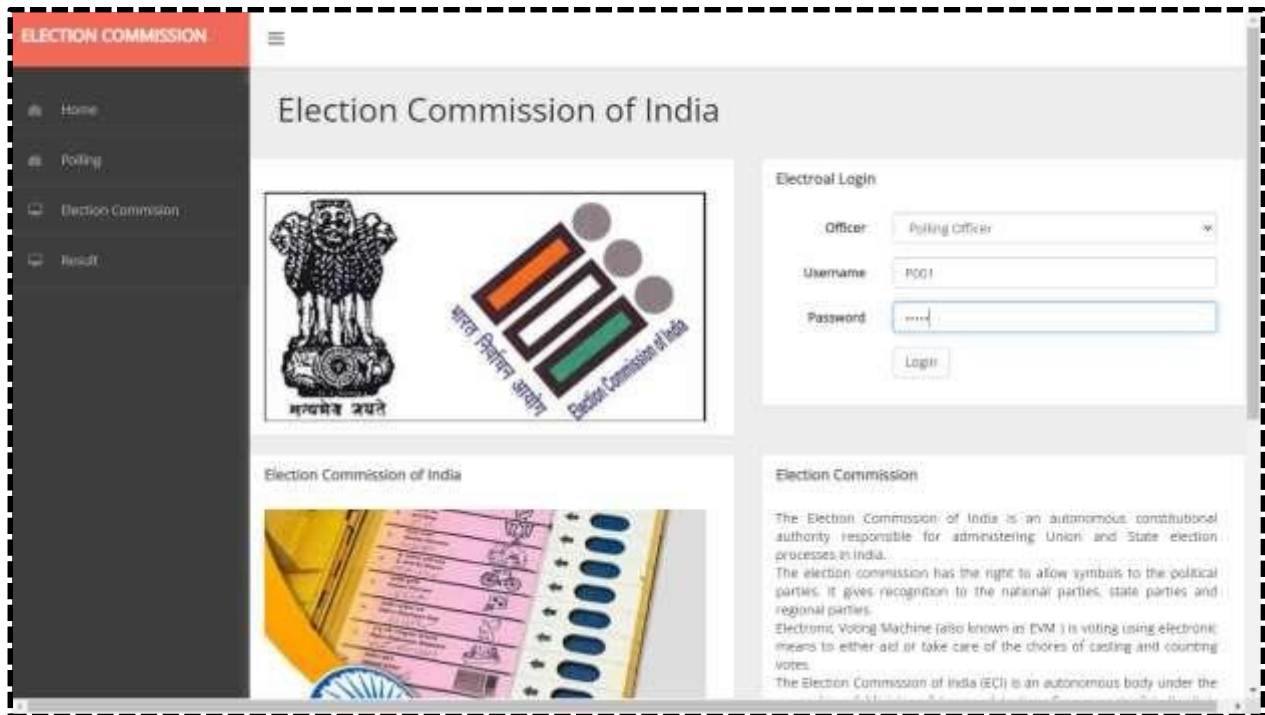 ELECTION COMMISSION
Home
Polling
Election Commision
Result
Election Commission of India
सत्यमेव जयते
भारत निर्वाचन आयोग
Election Commission of India
Electroal Login
Officer
Polling Officer
Username
P001
Password
Login
Election Commission of India
Election Commission
The Election Commission of India is an autonomous constitutional
authority responsible for administering Union and State election
processes in India.
The election commission has the right to allow symbols to the political
parties. It gives recognition to the national parties, state parties and
regional parties.
Electronic Voting Machine (also known as EVM ) is voting using electronic
means to either aid or take care of the chores of casting and counting
votes.
The Election Commission of India (ECI) is an autonomous body under the